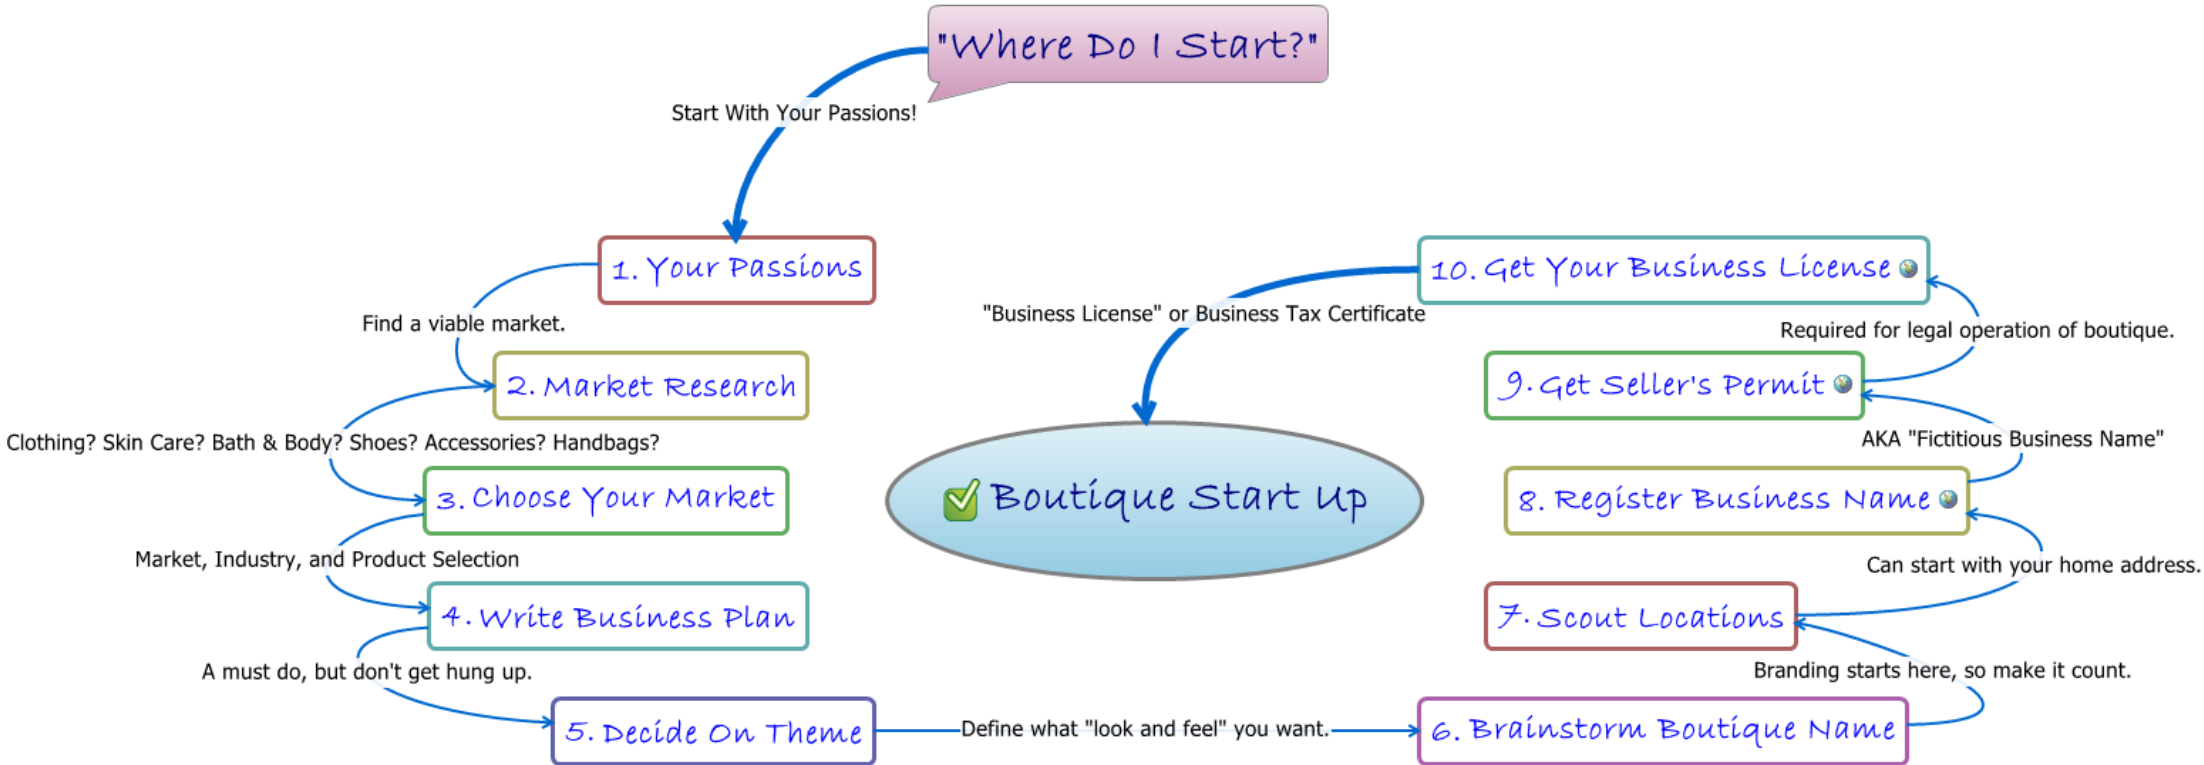 "Where Do I Start?"
Start With Your Passions!
1. Your Passions
Find a viable market.
2. Market Research
Clothing? Skin Care? Bath & Body? Shoes? Accessories? Handbags?
3. Choose Your Market
Market, Industry, and Product Selection
4. Write Business Plan
A must do, but don't get hung up.
5. Decide On Theme
Define what "look and feel" you want.
6. Brainstorm Boutique Name
Branding starts here, so make it count.
7. Scout Locations
Can start with your home address.
8. Register Business Name
AKA "Fictitious Business Name"
9. Get Seller's Permit
Required for legal operation of boutique.
10. Get Your Business License
"Business License" or Business Tax Certificate
Boutique Start Up